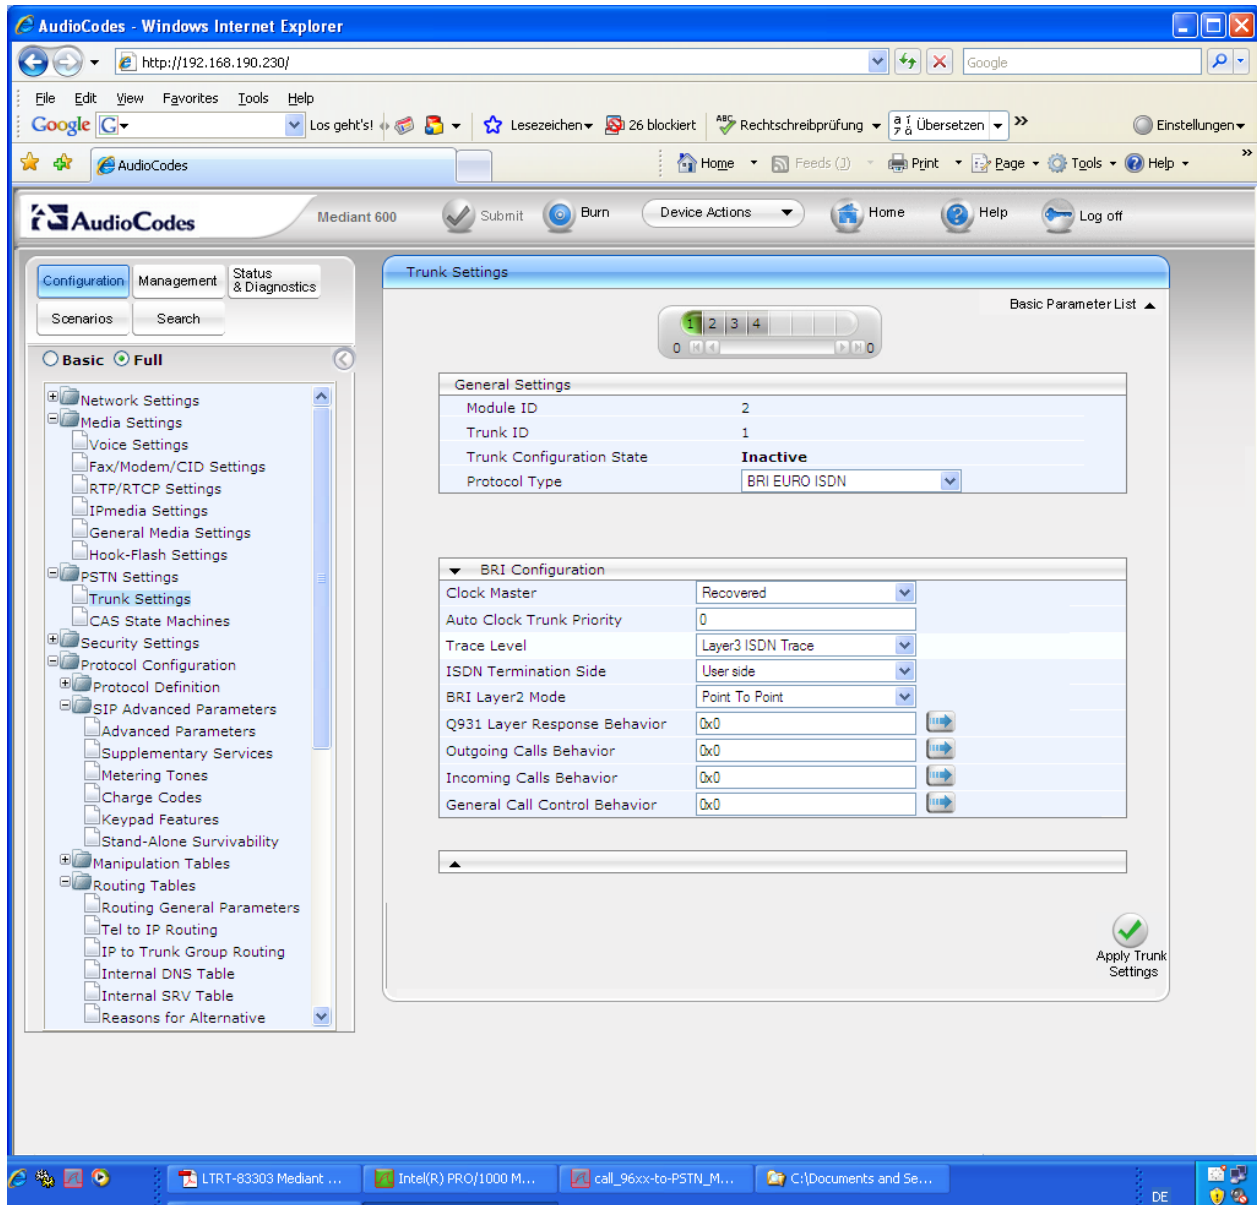 AudioCodes - Windows Internet Explorer
http://192.168.190.230/
Google
File Edit View Favorites Tools Help
Google G Los geht's! Lesezeichen 26 blockiert ABC Rechtschreibprüfung Übersetzen » Einstellungen
AudioCodes Home Feeds (J) Print Page Tools Help »
AudioCodes Mediant 600 Submit Burn Device Actions Home Help Log off
Configuration Management Status & Diagnostics
Scenarios Search
Basic Full
Network Settings
Media Settings
Voice Settings
Fax/Modem/CID Settings
RTP/RTCP Settings
IPmedia Settings
General Media Settings
Hook-Flash Settings
PSTN Settings
Trunk Settings
CAS State Machines
Security Settings
Protocol Configuration
Protocol Definition
SIP Advanced Parameters
Advanced Parameters
Supplementary Services
Metering Tones
Charge Codes
Keypad Features
Stand-Alone Survivability
Manipulation Tables
Routing Tables
Routing General Parameters
Tel to IP Routing
IP to Trunk Group Routing
Internal DNS Table
Internal SRV Table
Reasons for Alternative
Trunk Settings
Basic Parameter List
1 2 3 4
0 0
General Settings
Module ID 2
Trunk ID 1
Trunk Configuration State Inactive
Protocol Type BRI EURO ISDN
BRI Configuration
Clock Master Recovered
Auto Clock Trunk Priority 0
Trace Level Layer3 ISDN Trace
ISDN Termination Side User side
BRI Layer2 Mode Point To Point
Q931 Layer Response Behavior 0x0
Outgoing Calls Behavior 0x0
Incoming Calls Behavior 0x0
General Call Control Behavior 0x0
Apply Trunk
Settings
LTRT-83303 Mediant ... Intel(R) PRO/1000 M... call_96xx-to-PSTN_M... C:\Documents and Se... DE